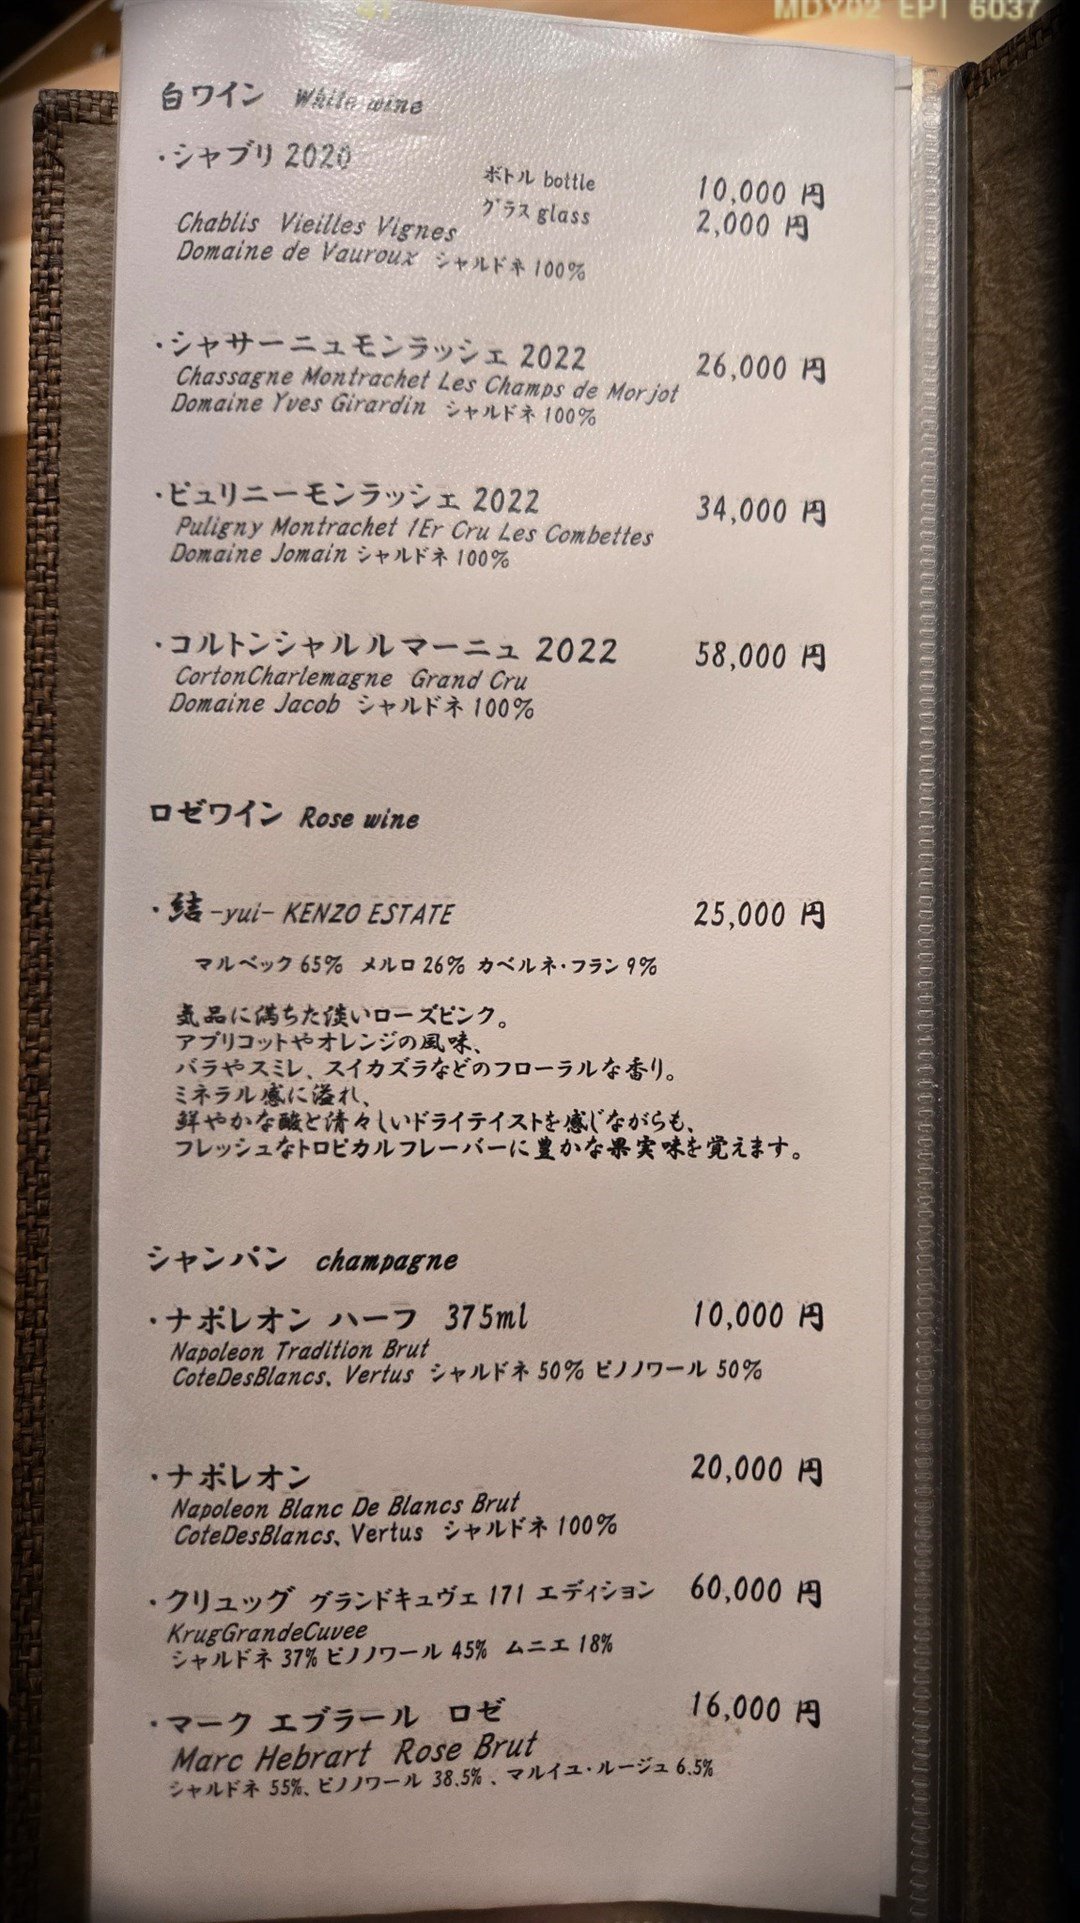 MDY02 EPI 6037
白ワイン White wine
・シャブリ 2020
ボトル bottle 10,000 円
グラス glass 2,000 円
Chablis Vieilles Vignes
Domaine de Vauroux シャルドネ 100%
・シャサーニュモンラッシェ 2022 26,000 円
Chassagne Montrachet Les Champs de Morjot
Domaine Yves Girardin シャルドネ 100%
・ピュリニーモンラッシェ 2022 34,000 円
Puligny Montrachet 1Er Cru Les Combettes
Domaine Jomain シャルドネ 100%
・コルトンシャルルマーニュ 2022 58,000 円
CortonCharlemagne Grand Cru
Domaine Jacob シャルドネ 100%
ロゼワイン Rose wine
・結 -yui- KENZO ESTATE 25,000 円
マルベック 65% メルロ 26% カベルネ・フラン 9%
気品に満ちた淡いローズピンク。
アプリコットやオレンジの風味、
バラやスミレ、スイカズラなどのフローラルな香り。
ミネラル感に溢れ、
鮮やかな酸と清々しいドライテイストを感じながらも、
フレッシュなトロピカルフレーバーに豊かな果実味を覚えます。
シャンパン champagne
・ナポレオン ハーフ 375ml 10,000 円
Napoleon Tradition Brut
CoteDesBlancs、Vertus シャルドネ 50% ピノノワール 50%
・ナポレオン 20,000 円
Napoleon Blanc De Blancs Brut
CoteDesBlancs、Vertus シャルドネ 100%
・クリュッグ グランドキュヴェ 171 エディション 60,000 円
KrugGrandeCuvee
シャルドネ 37% ピノノワール 45% ムニエ 18%
・マーク エブラール ロゼ 16,000 円
Marc Hebrart Rose Brut
シャルドネ 55%、ピノノワール 38.5%、マルイユ・ルージュ 6.5%